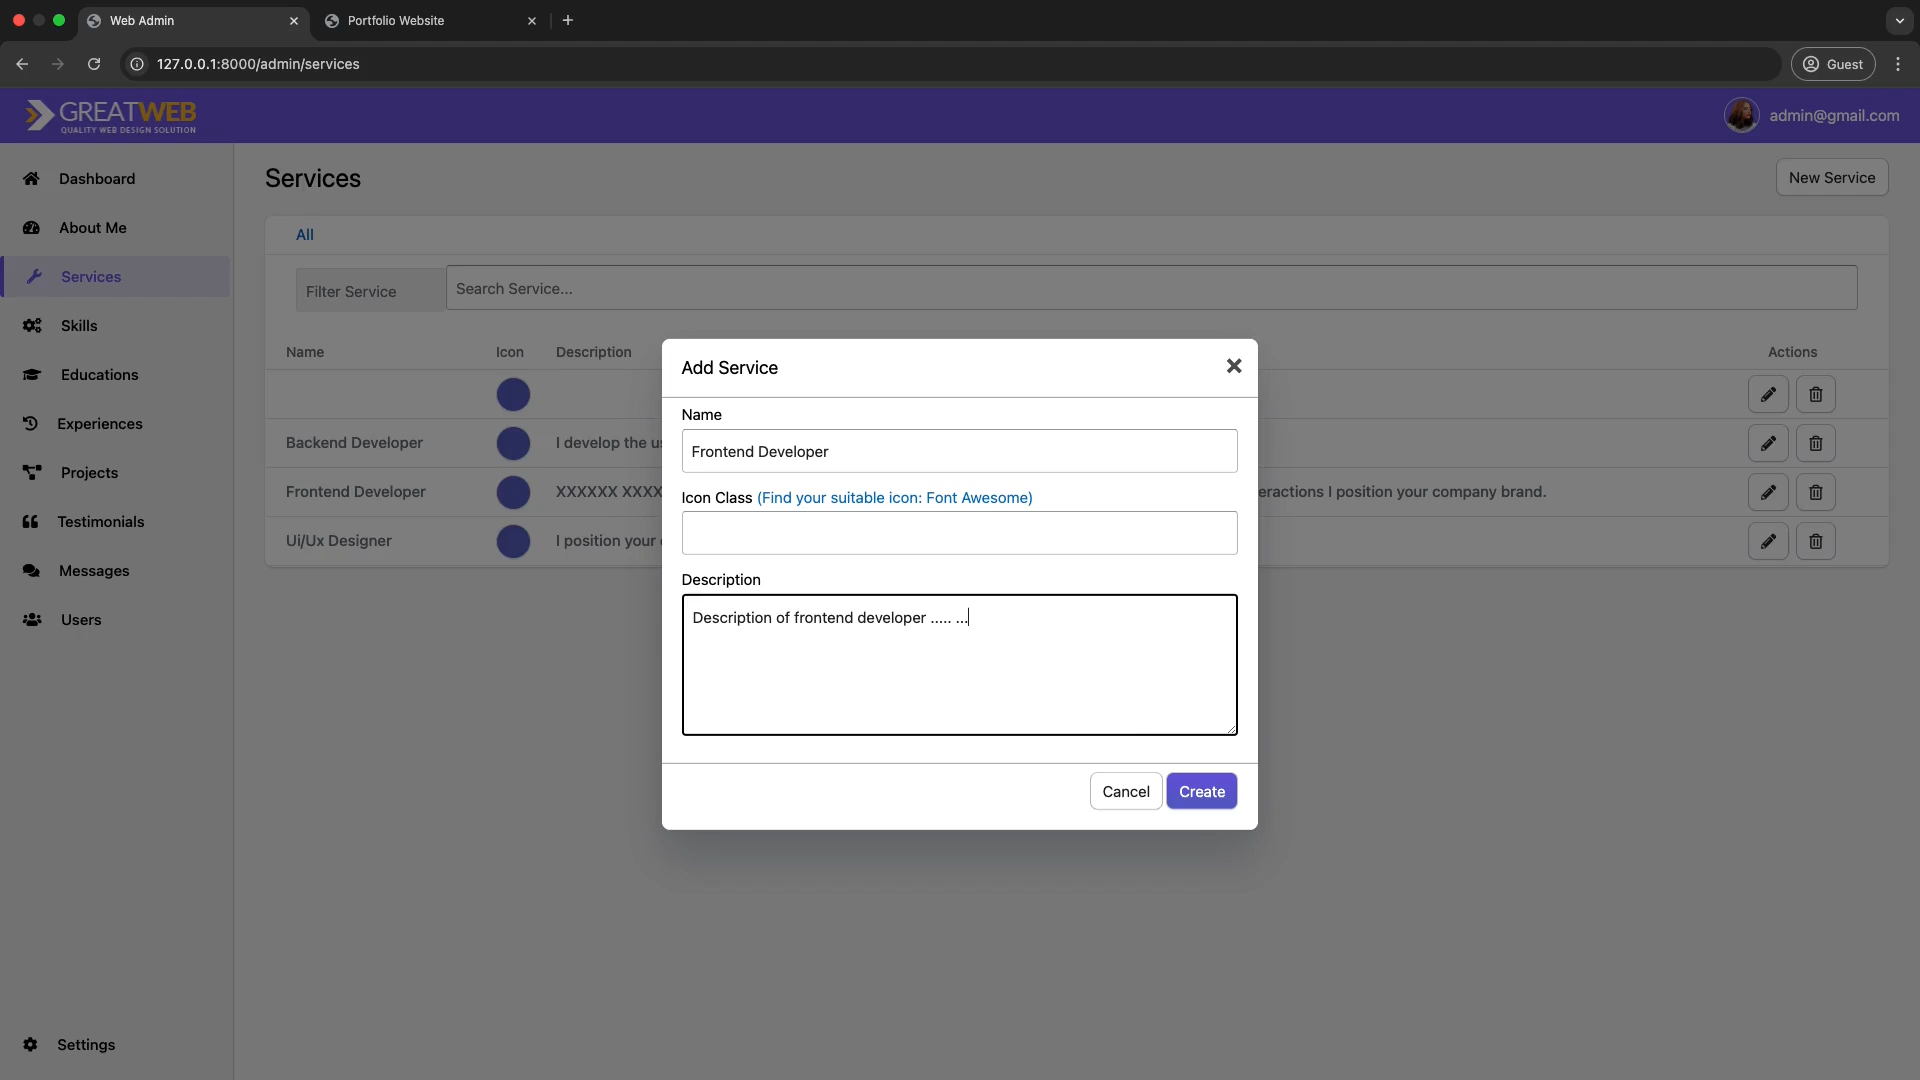 Web Admin
Portfolio Website
127.0.0.1:8000/admin/services
Guest
GREATWEB
QUALITY WEB DESIGN SOLUTION
admin@gmail.com
Dashboard
About Me
Services
Skills
Educations
Experiences
Projects
Testimonials
Messages
Users
Settings
Services
New Service
All
Filter Service
Search Service...
Name Icon Description Actions
Backend Developer I develop the
Frontend Developer XXXXXX XXXX eractions I position your company brand.
Ui/Ux Designer I position your
Add Service
Name
Frontend Developer
Icon Class (Find your suitable icon: Font Awesome)
Description
Description of frontend developer ..... ...
Cancel
Create